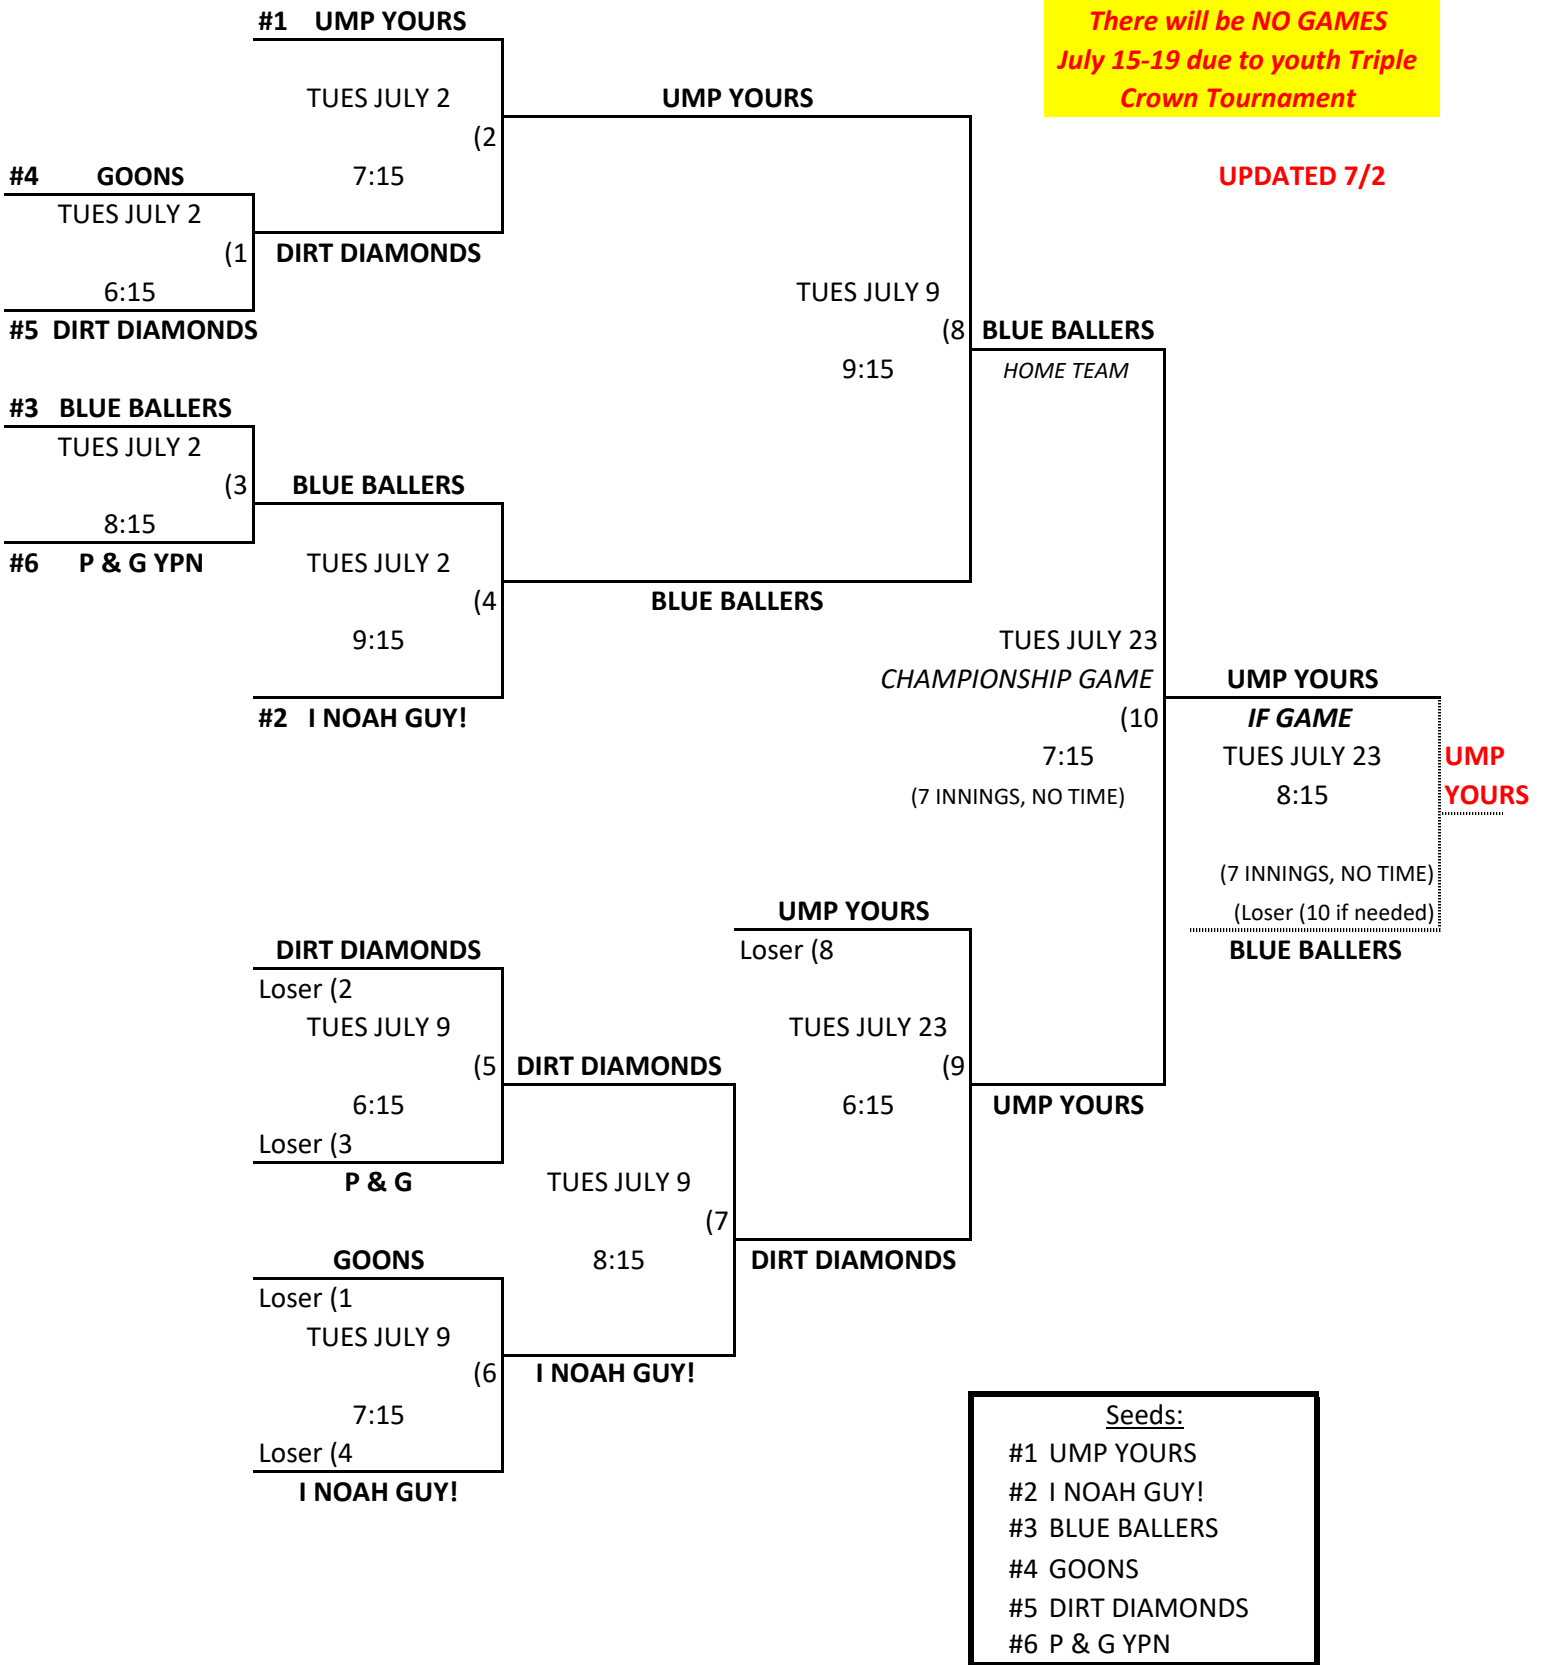 #1 UMP YOURS
There will be NO GAMES
July 15-19 due to youth Triple
Crown Tournament
TUES JULY 2
UMP YOURS
(2
#4 GOONS
7:15
UPDATED 7/2
TUES JULY 2
(1
DIRT DIAMONDS
6:15
TUES JULY 9
#5 DIRT DIAMONDS
(8
BLUE BALLERS
9:15
HOME TEAM
#3 BLUE BALLERS
TUES JULY 2
(3
BLUE BALLERS
8:15
#6 P & G YPN
TUES JULY 2
(4
BLUE BALLERS
9:15
TUES JULY 23
CHAMPIONSHIP GAME
UMP YOURS
#2 I NOAH GUY!
(10
IF GAME
7:15
TUES JULY 23
UMP
(7 INNINGS, NO TIME)
8:15
YOURS
(7 INNINGS, NO TIME)
UMP YOURS
(Loser (10 if needed)
DIRT DIAMONDS
Loser (8
BLUE BALLERS
Loser (2
TUES JULY 9
TUES JULY 23
(5
DIRT DIAMONDS
(9
6:15
6:15
UMP YOURS
Loser (3
P & G
TUES JULY 9
(7
GOONS
8:15
DIRT DIAMONDS
Loser (1
TUES JULY 9
(6
I NOAH GUY!
7:15
Loser (4
I NOAH GUY!
Seeds:
#1 UMP YOURS
#2 I NOAH GUY!
#3 BLUE BALLERS
#4 GOONS
#5 DIRT DIAMONDS
#6 P & G YPN